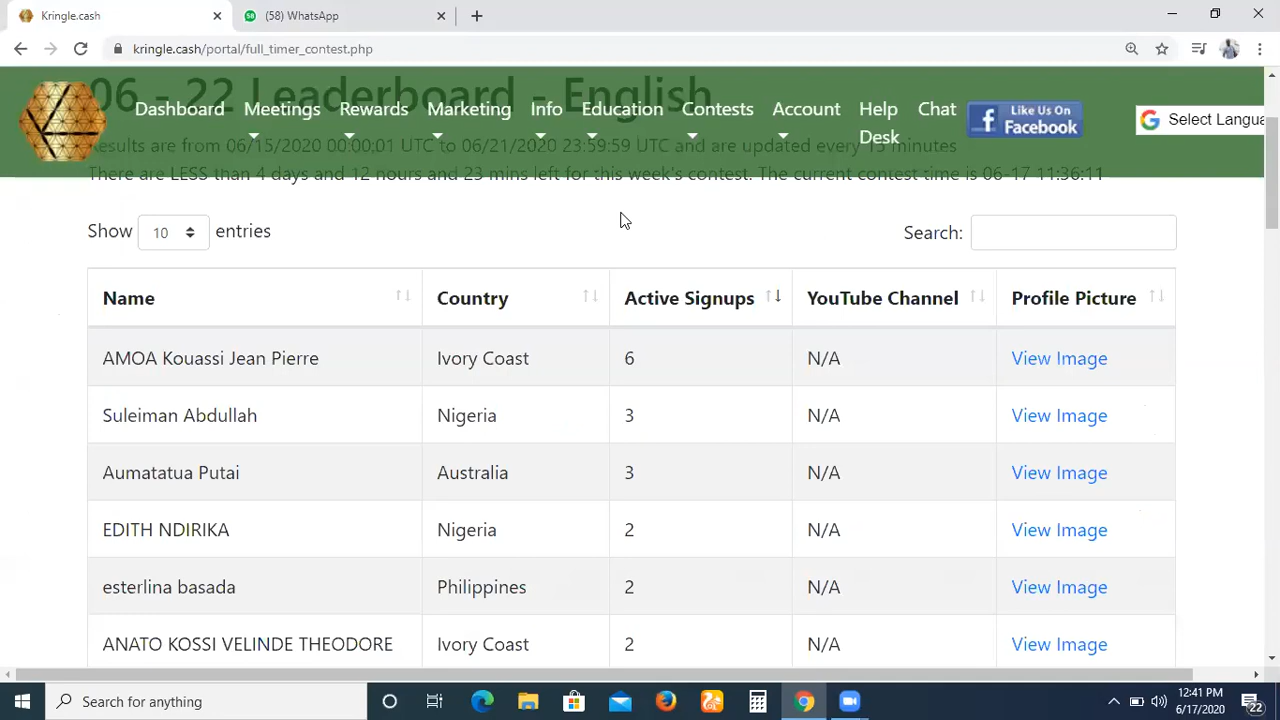 Kringle.cash
(58) WhatsApp
kringle.cash/portal/full_timer_contest.php
06 - 22 Leaderboard - English
Dashboard Meetings Rewards Marketing Info Education Contests Account Help Desk Chat
Like Us On Facebook
Select Langua
Results are from 06/15/2020 00:00:01 UTC to 06/21/2020 23:59:59 UTC and are updated every 15 minutes
There are LESS than 4 days and 12 hours and 23 mins left for this week's contest. The current contest time is 06-17 11:36:11
Show 10 entries Search:
Name Country Active Signups YouTube Channel Profile Picture
AMOA Kouassi Jean Pierre Ivory Coast 6 N/A View Image
Suleiman Abdullah Nigeria 3 N/A View Image
Aumatatua Putai Australia 3 N/A View Image
EDITH NDIRIKA Nigeria 2 N/A View Image
esterlina basada Philippines 2 N/A View Image
ANATO KOSSI VELINDE THEODORE Ivory Coast 2 N/A View Image
Search for anything
12:41 PM
6/17/2020
22